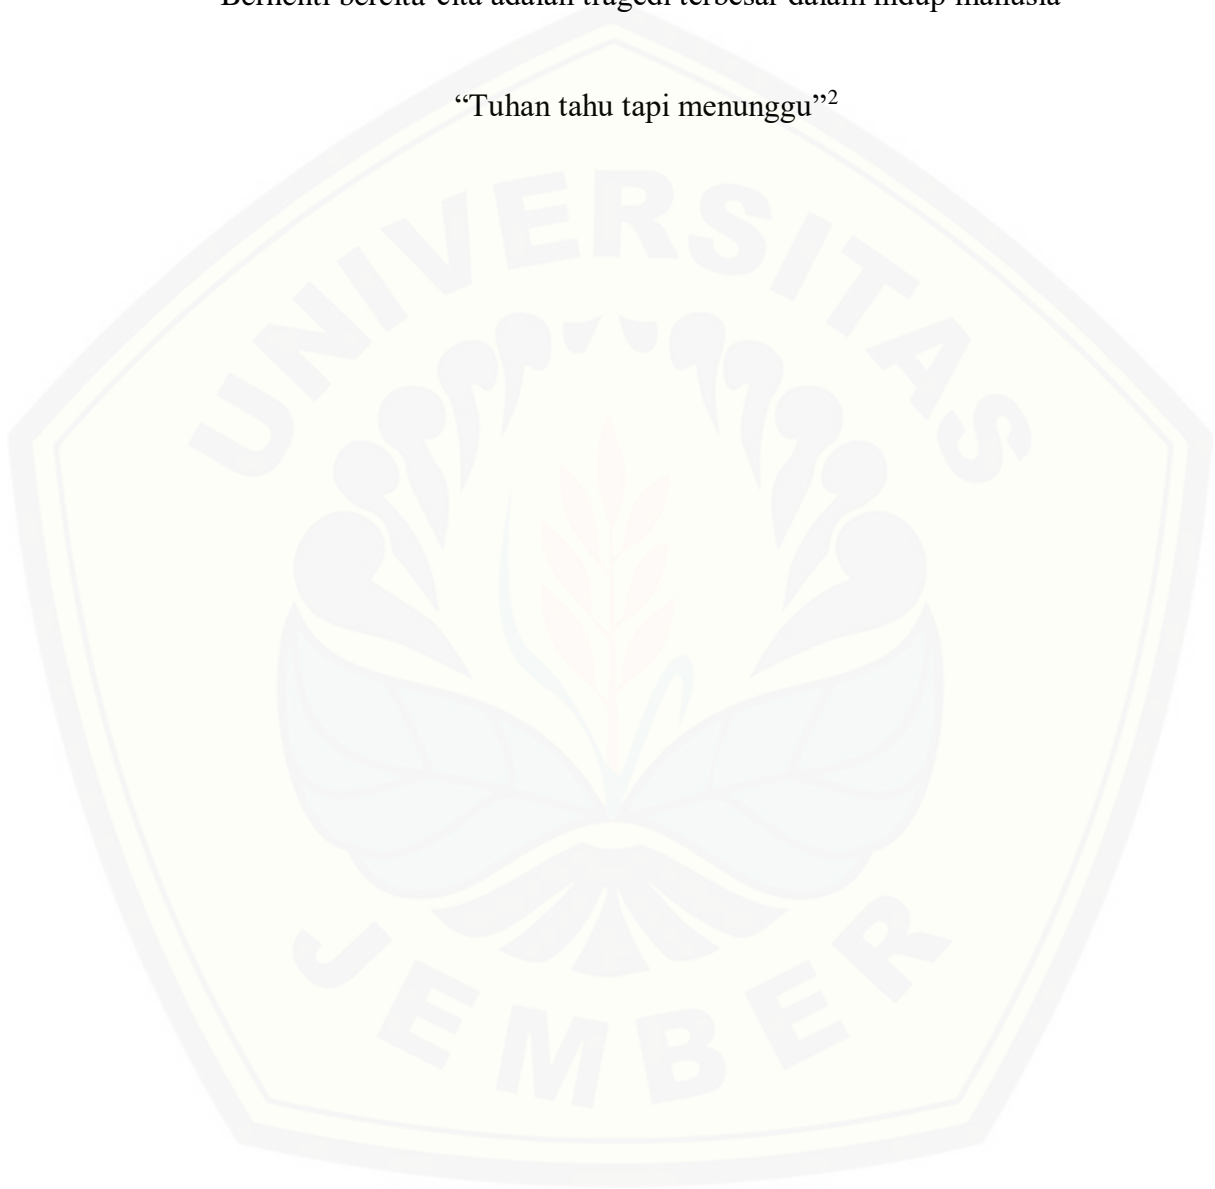 Berhenti bercita-cita adalah tragedi terbesar dalam hidup manusia
“Tuhan tahu tapi menunggu”²
UNIVERSITAS
JEMBER